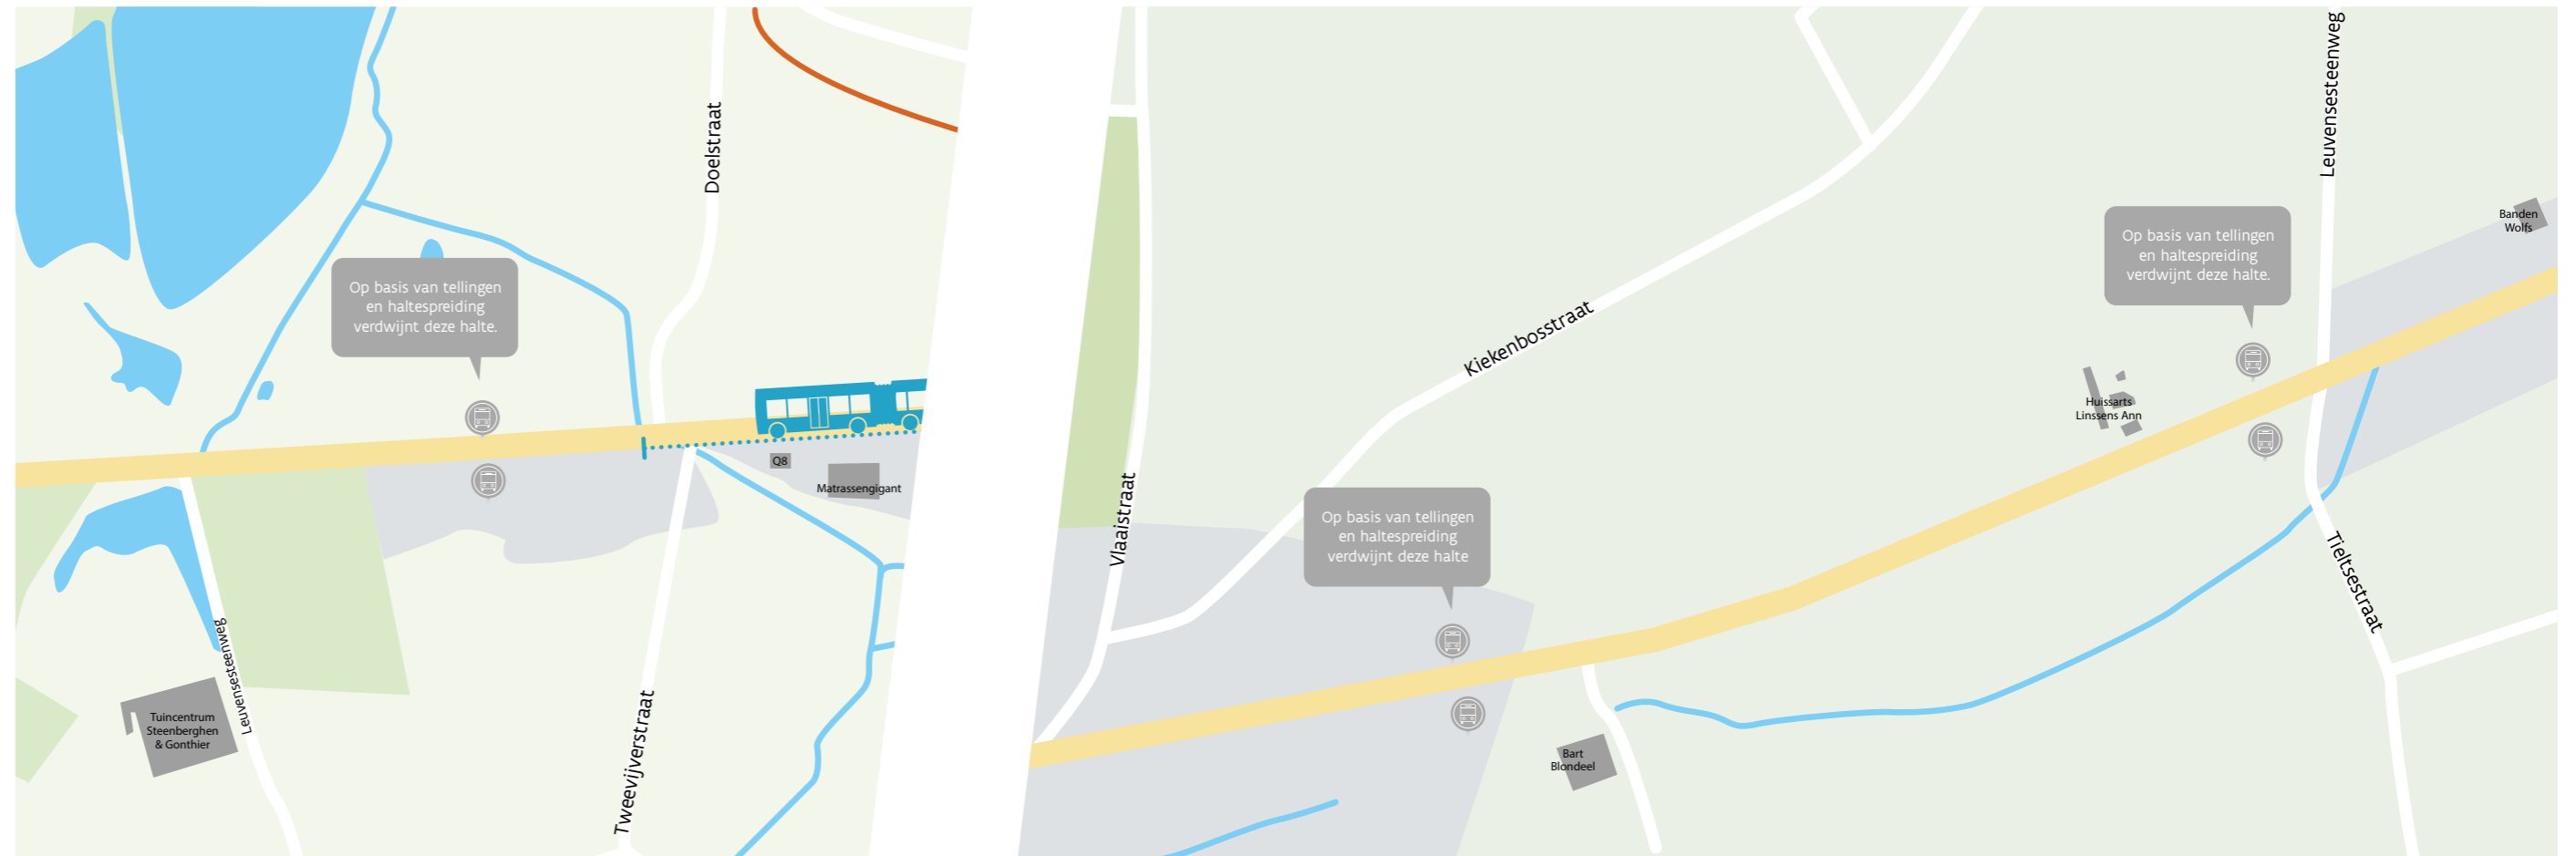 Doelstraat
Op basis van tellingen
en haltespreiding
verdwijnt deze halte.
Q8
Matrassengigant
Leuvensesteenweg
Tuincentrum
Steenberghen
& Gonthier
Tweevijverstraat
Leuvensesteenweg
Banden
Wolfs
Op basis van tellingen
en haltespreiding
verdwijnt deze halte.
Kiekenbosstraat
Huissarts
Linssens Ann
Vlaaistraat
Op basis van tellingen
en haltespreiding
verdwijnt deze halte
Tieltsestraat
Bart
Blondeel